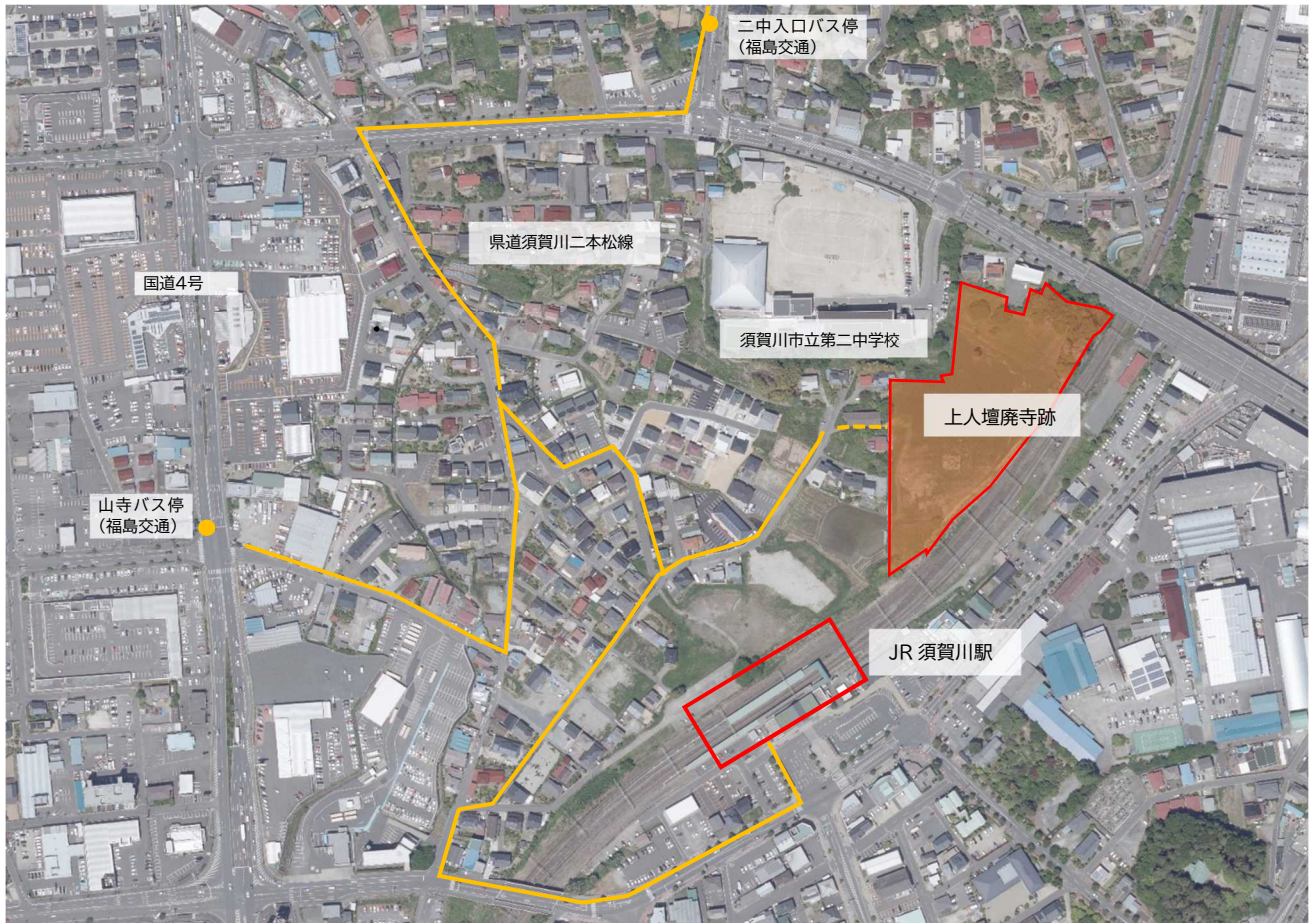 二中入口バス停
（福島交通）
県道須賀川二本松線
国道4号
須賀川市立第二中学校
上人壇廃寺跡
山寺バス停
（福島交通）
JR 須賀川駅